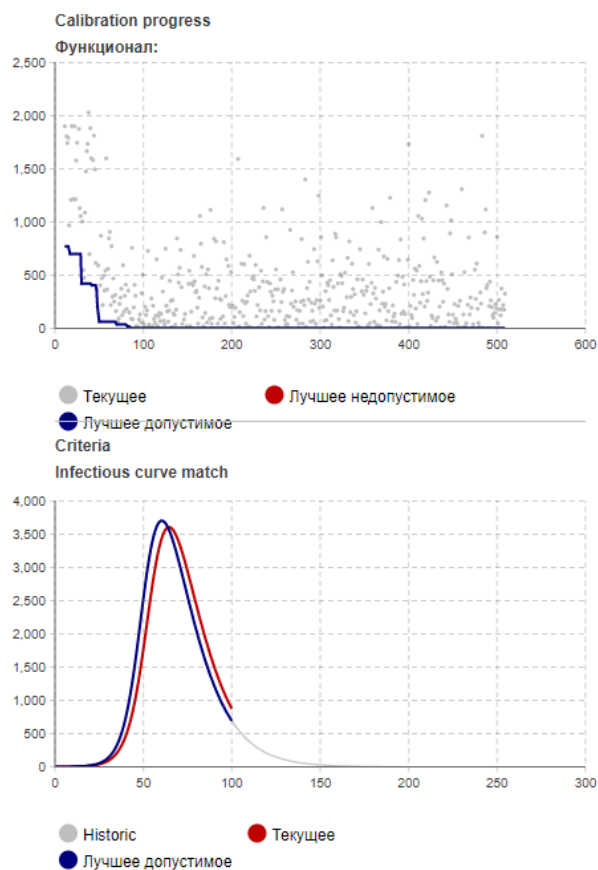 Calibration progress
Функционал:
2,500
2,000
1,500
1,000
500
0
0 100 200 300 400 500 600
Текущее Лучшее недопустимое
Лучшее допустимое
Criteria
Infectious curve match
4,000
3,500
3,000
2,500
2,000
1,500
1,000
500
0
0 50 100 150 200 250 300
Historic Текущее
Лучшее допустимое